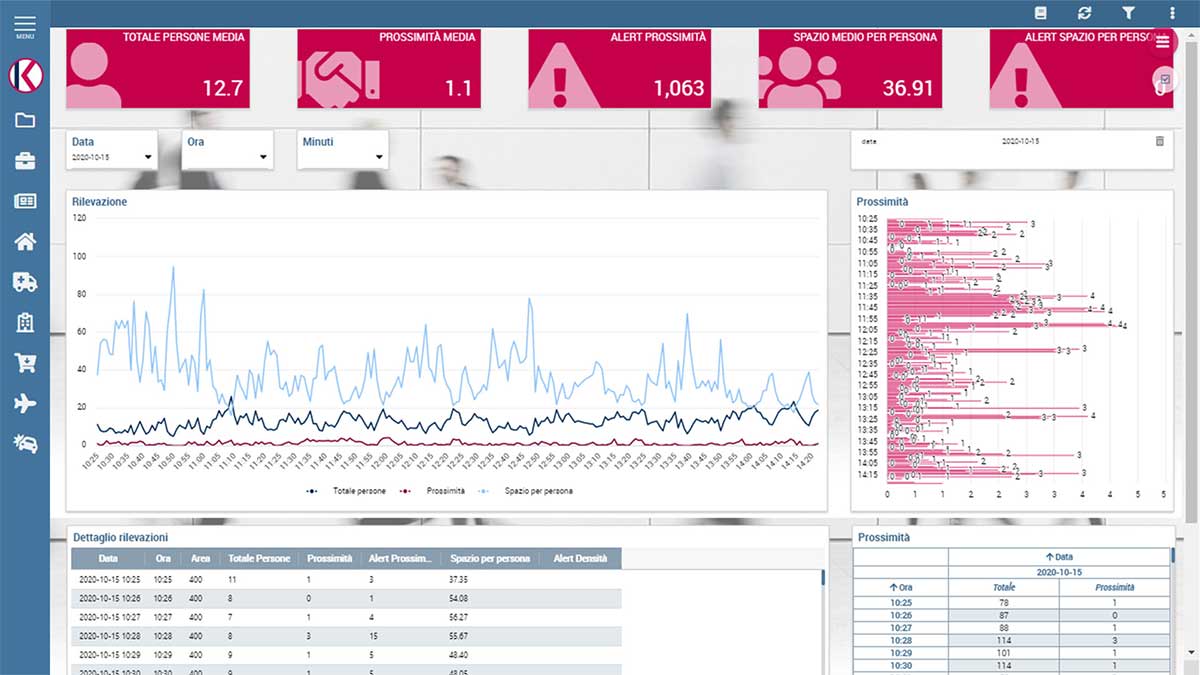 MENU
TOTALE PERSONE MEDIA
12.7
PROSSIMITÀ MEDIA
1.1
ALERT PROSSIMITÀ
1,063
SPAZIO MEDIO PER PERSONA
36.91
ALERT SPAZIO PER
0
Data
2020-10-15
Ora
Minuti
data 2020-10-15
Rilevazione
120
100
80
60
40
20
0
10:25 10:30 10:35 10:40 10:45 10:50 10:55 11:00 11:05 11:10 11:15 11:20 11:25 11:30 11:35 11:40 11:45 11:50 11:55 12:00 12:05 12:10 12:15 12:20 12:25 12:30 12:35 12:40 12:45 12:50 12:55 13:00 13:05 13:10 13:15 13:20 13:25 13:30 13:35 13:40 13:45 13:50 13:55 14:00 14:05 14:10 14:15 14:20
Totale persone Prossimità Spazio per persona
Prossimità
10:25
10:35
10:45
10:55
11:05
11:15
11:25
11:35
11:45
11:55
12:05
12:15
12:25
12:35
12:45
12:55
13:05
13:15
13:25
13:35
13:45
13:55
14:05
14:15
0 1 1 2 2 3 3 4 4 5 5
Dettaglio rilevazioni
Data Ora Area Totale Persone Prossimità Alert Prossim... Spazio per persona Alert Densità
2020-10-15 10:25 10:25 400 11 1 3 37.35
2020-10-15 10:26 10:26 400 8 0 1 54.08
2020-10-15 10:27 10:27 400 7 1 4 56.27
2020-10-15 10:28 10:28 400 8 3 15 55.67
2020-10-15 10:29 10:29 400 9 1 5 48.40
2020-10-15 10:30 10:30 400 9 1 5 48.05
Prossimità
Data
2020-10-15
Ora Totale Prossimità
10:25 78 1
10:26 87 0
10:27 88 1
10:28 114 3
10:29 101 1
10:30 114 1